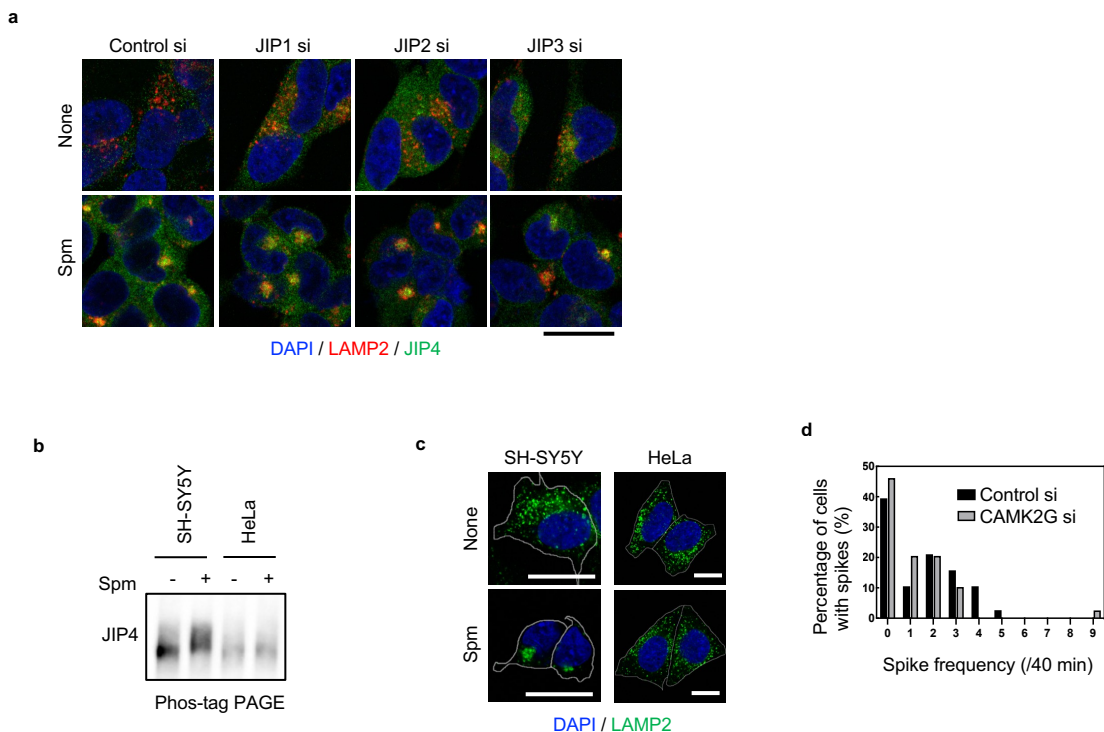 a
Control si JIP1 si JIP2 si JIP3 si
None
Spm
DAPI / LAMP2 / JIP4
b
SH-SY5Y
HeLa
Spm - + - +
JIP4
Phos-tag PAGE
c
SH-SY5Y HeLa
None
Spm
DAPI / LAMP2
d
Percentage of cells
with spikes (%)
50
40
30
20
10
0
Control si
CAMK2G si
0 1 2 3 4 5 6 7 8 9
Spike frequency (/40 min)